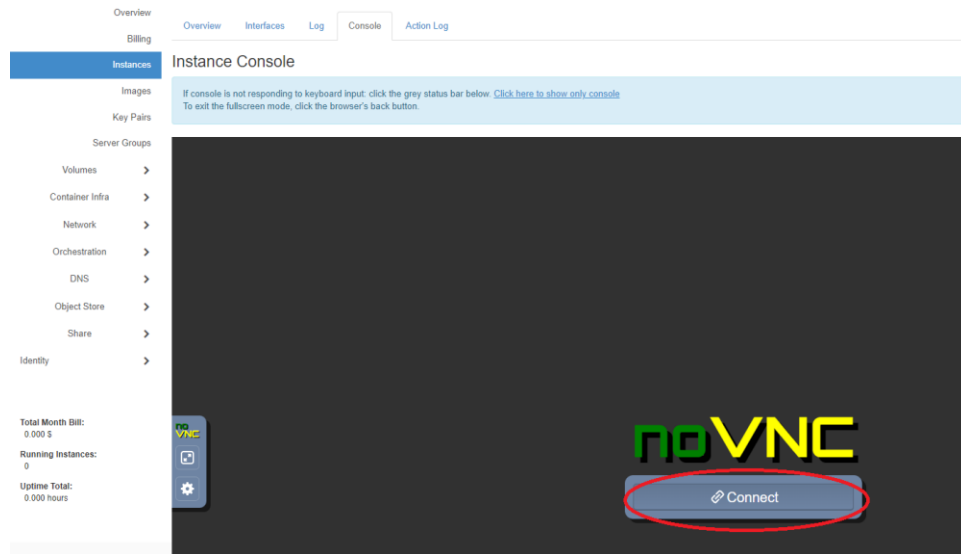 Overview
Billing
Instances
Images
Key Pairs
Server Groups
Volumes
Container Infra
Network
Orchestration
DNS
Object Store
Share
Identity
Total Month Bill:
0.000 $
Running Instances:
0
Uptime Total:
0.000 hours
Overview Interfaces Log Console Action Log
Instance Console
If console is not responding to keyboard input: click the grey status bar below. Click here to show only console
To exit the fullscreen mode, click the browser's back button.
no
VNC
noVNC
Connect